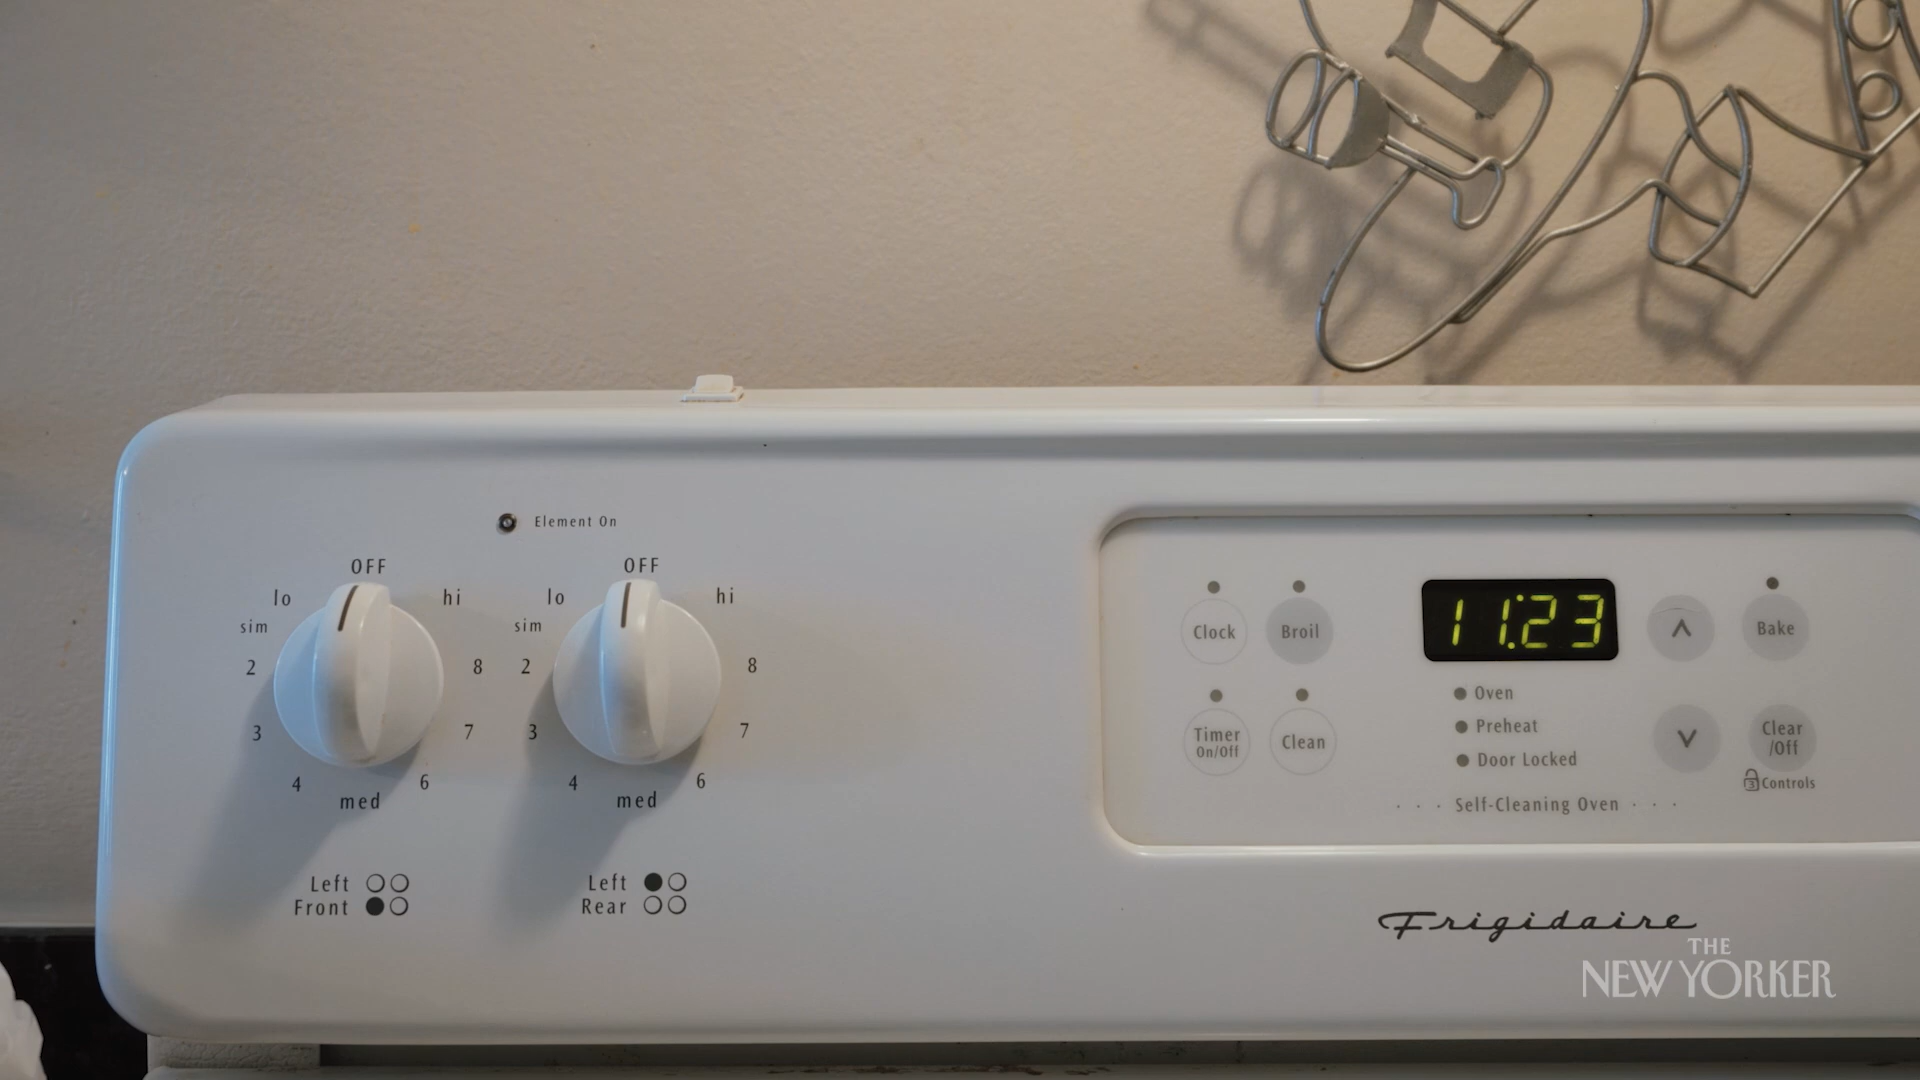 Element On
OFF
lo
hi
sim
2
8
3
7
4
6
med
Left
Front
OFF
lo
hi
sim
2
8
3
7
4
6
med
Left
Rear
Clock
Broil
11:23
Bake
Timer
On/Off
Clean
Oven
Preheat
Door Locked
Clear
/Off
3
Controls
Self-Cleaning Oven
Frigidaire
THE
NEW YORKER